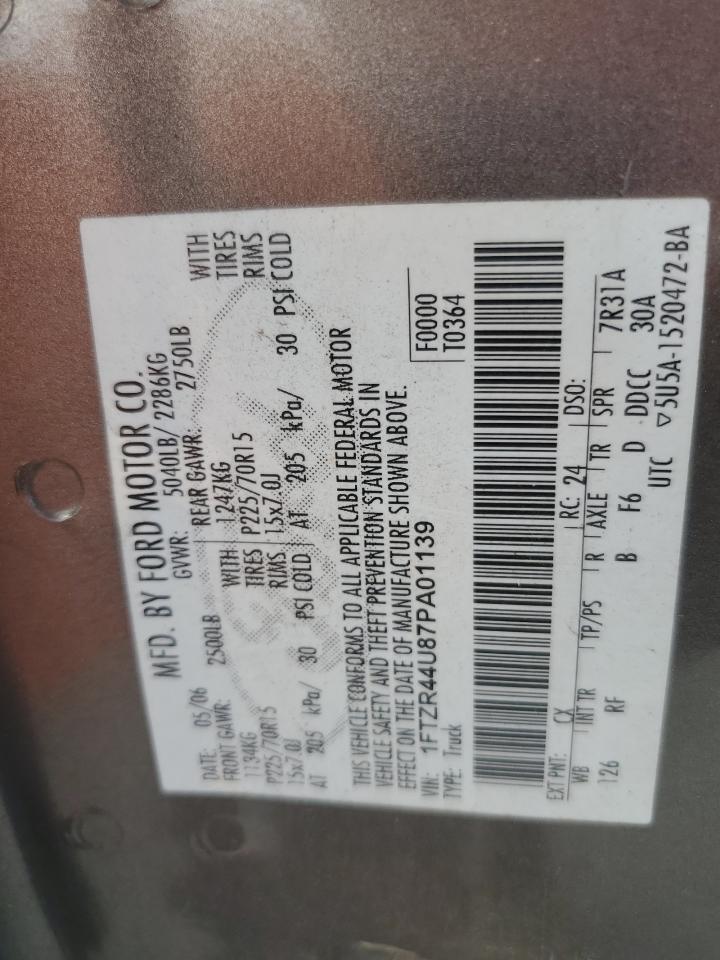 MFD. BY FORD MOTOR CO.
DATE: 05/06 GVWR: 5040LB/ 2286KG
FRONT GAWR: 2500LB REAR GAWR: 2750LB
1134KG WITH 1247KG WITH
P225/70R15 TIRES P225/70R15 TIRES
15x7.0J RIMS 15x7.0J RIMS
AT 205 kPa/ 30 PSI COLD AT 205 kPa/ 30 PSI COLD
THIS VEHICLE CONFORMS TO ALL APPLICABLE FEDERAL MOTOR
VEHICLE SAFETY AND THEFT PREVENTION STANDARDS IN
EFFECT ON THE DATE OF MANUFACTURE SHOWN ABOVE.
VIN: 1FTZR44U87PA01139 F0000
TYPE: Truck T0364
EXT PNT: CX RC: 24 DSO:
WB INT TR TP/PS R AXLE TR SPR 7R31A
126 RF B F6 D DDCC 30A
UTC ▽5U5A-1520472-BA